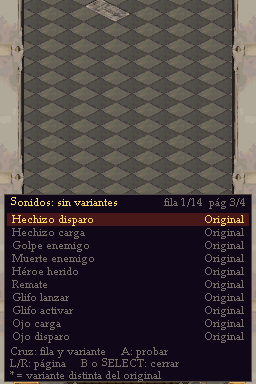 Sonidos: sin variantes fila 1/14 pág 3/4
Hechizo disparo Original
Hechizo carga Original
Golpe enemigo Original
Muerte enemigo Original
Héroe herido Original
Remate Original
Glifo lanzar Original
Glifo activar Original
Ojo carga Original
Ojo disparo Original
Cruz: fila y variante A: probar
L/R: página B o SELECT: cerrar
* = variante distinta del original